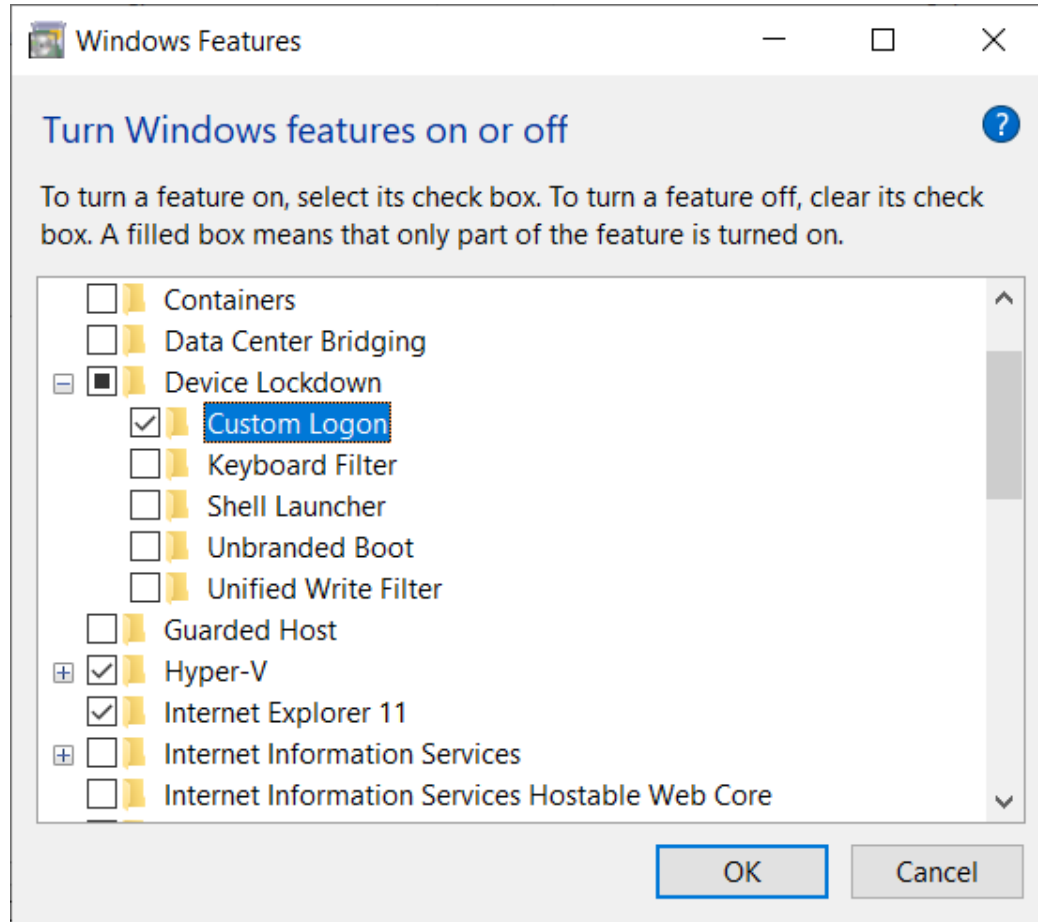 Windows Features
Turn Windows features on or off
?
To turn a feature on, select its check box. To turn a feature off, clear its check
box. A filled box means that only part of the feature is turned on.
Containers
Data Center Bridging
Device Lockdown
Custom Logon
Keyboard Filter
Shell Launcher
Unbranded Boot
Unified Write Filter
Guarded Host
Hyper-V
Internet Explorer 11
Internet Information Services
Internet Information Services Hostable Web Core
OK
Cancel